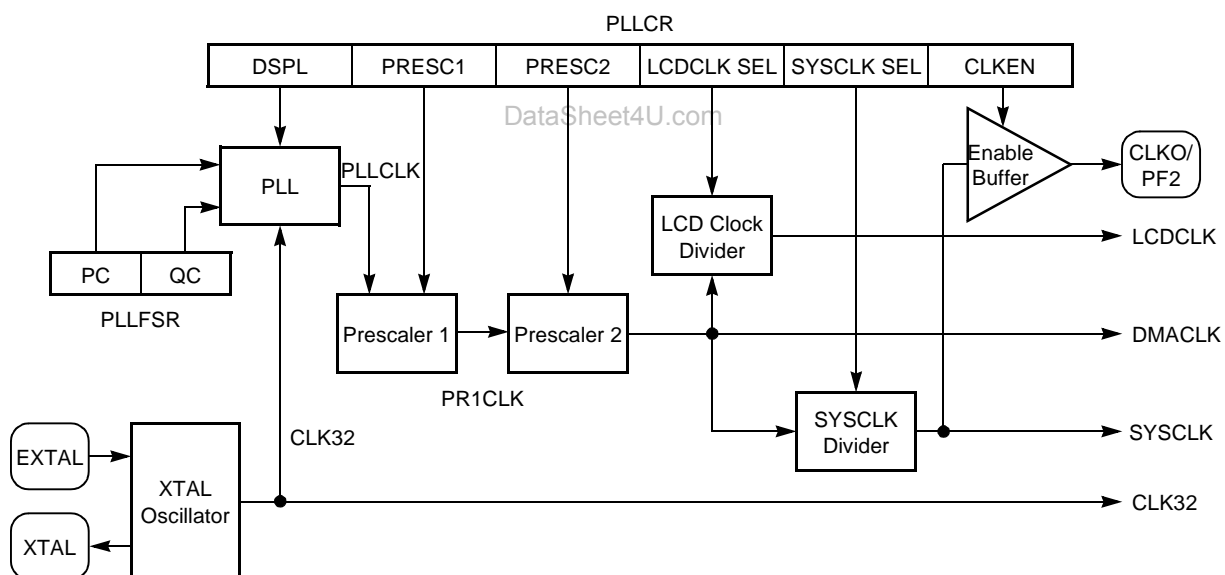 PLLCR
DSPL PRESC1 PRESC2 LCDCLK SEL SYSCLK SEL CLKEN
DataSheet4U.com
PLL
PLLCLK
Enable
Buffer
CLKO/
PF2
LCD Clock
Divider
LCDCLK
PC QC
PLLFSR
Prescaler 1
Prescaler 2
DMACLK
PR1CLK
SYSCLK
Divider
SYSCLK
CLK32
EXTAL
XTAL
Oscillator
CLK32
XTAL